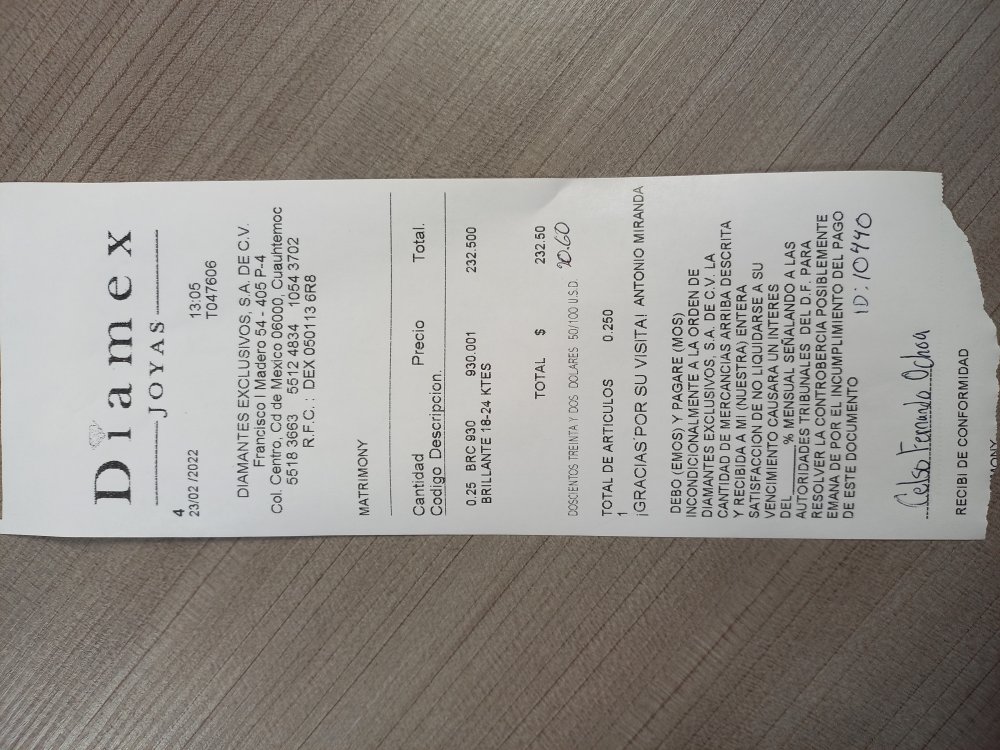 Diamex
JOYAS
4
23/02 /2022 13:05
T047606
DIAMANTES EXCLUSIVOS, S.A. DE C.V.
Francisco I Madero 54 - 405 P-4
Col. Centro, Cd de Mexico 06000, Cuauhtemoc
5518 3663 5512 4834 1054 3702
R.F.C. : DEX 050113 6R8
MATRIMONY
Cantidad Precio Total.
Codigo Descripcion.
0.25 BRC 930 930.001 232.500
BRILLANTE 18-24 KTES
TOTAL $ 232.50
DOSCIENTOS TREINTA Y DOS DOLARES 50/100 U.S.D. 20.60
TOTAL DE ARTICULOS 0.250
1
¡GRACIAS POR SU VISITA! ANTONIO MIRANDA
DEBO (EMOS) Y PAGARE (MOS)
INCONDICIONALMENTE A LA ORDEN DE
DIAMANTES EXCLUSIVOS, S.A. DE C.V. LA
CANTIDAD DE MERCANCIAS ARRIBA DESCRITA
Y RECIBIDA A MI (NUESTRA) ENTERA
SATISFACCION DE NO LIQUIDARSE A SU
VENCIMIENTO CAUSARA UN INTERES
DEL ______ % MENSUAL SEÑALANDO A LAS
AUTORIDADES TRIBUNALES DEL D.F. PARA
RESOLVER LA CONTROBERCIA POSIBLEMENTE
EMANA DE POR EL INCUMPLIMIENTO DEL PAGO
DE ESTE DOCUMENTO
ID: 10440
Celso Fernando Ochoa
RECIBI DE CONFORMIDAD